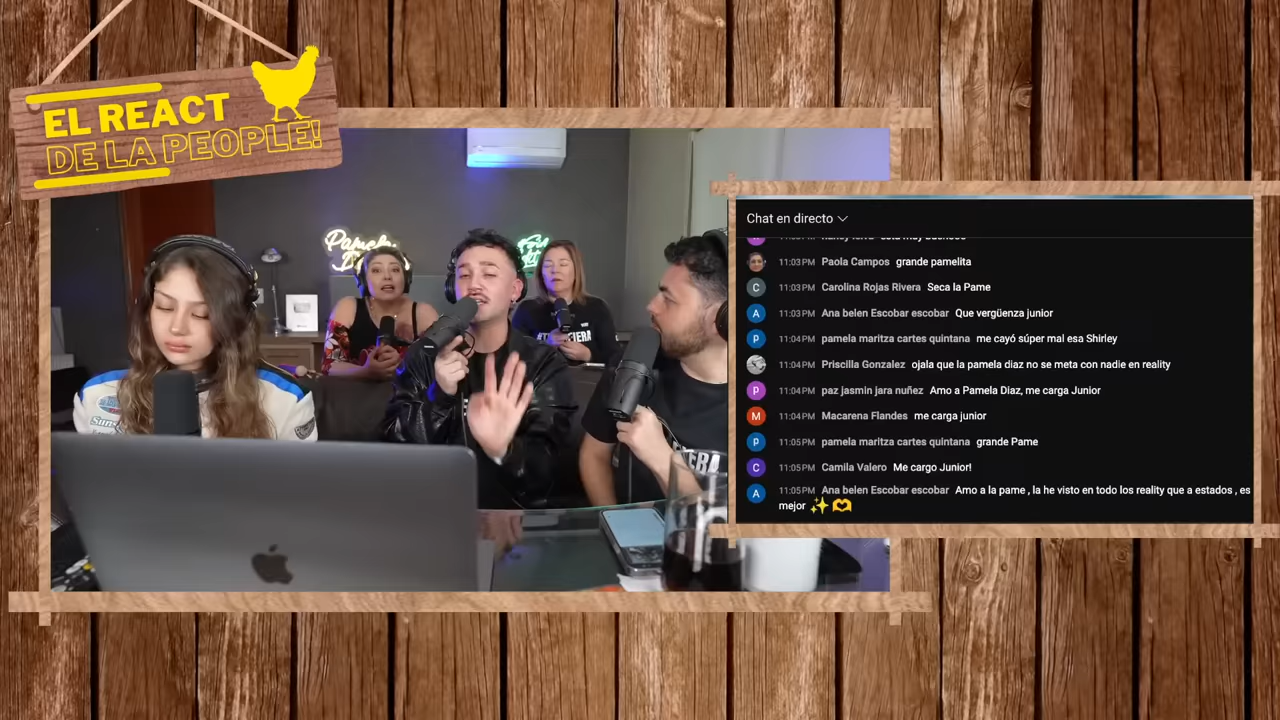 EL REACT
DE LA PEOPLE!
Pamela
Chat en directo
11:03 PM Paola Campos grande pamelita
11:03 PM Carolina Rojas Rivera Seca la Pame
11:03 PM Ana belen Escobar escobar Que vergüenza junior
11:04 PM pamela maritza cartes quintana me cayó súper mal esa Shirley
11:04 PM Priscilla Gonzalez ojala que la pamela diaz no se meta con nadie en reality
11:04 PM paz jasmin jara nuñez Amo a Pamela Diaz, me carga Junior
11:04 PM Macarena Flandes me carga junior
11:05 PM pamela maritza cartes quintana grande Pame
11:05 PM Camila Valero Me cargo Junior!
11:05 PM Ana belen Escobar escobar Amo a la pame , la he visto en todo los reality que a estados , es
mejor ✨🫶